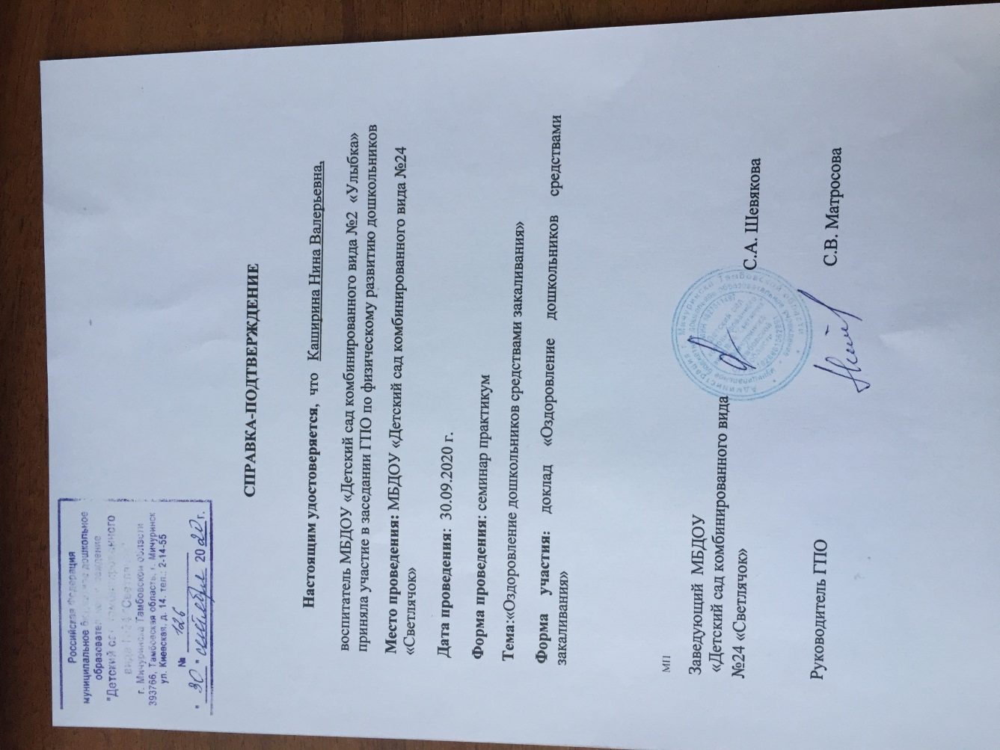 Российская Федерация
муниципальное дошкольное
образовательное учреждение
"Детский сад комбинированного
вида №24 "Светлячок"
г. Мичуринска Тамбовской области
393766, Тамбовская область, г. Мичуринск
ул. Киевская, д. 14. тел.: 2-14-55
№ 126
" 30 " сентября 2020 г.
СПРАВКА-ПОДТВЕРЖДЕНИЕ
Настоящим удостоверяется, что Каширина Нина Валерьевна,
воспитатель МБДОУ «Детский сад комбинированного вида №2 «Улыбка»
приняла участие в заседании ГПО по физическому развитию дошкольников
Место проведения: МБДОУ «Детский сад комбинированного вида №24
«Светлячок»
Дата проведения: 30.09.2020 г.
Форма проведения: семинар практикум
Тема:«Оздоровление дошкольников средствами закаливания»
Форма участия: доклад «Оздоровление дошкольников средствами
закаливания»
МП
Заведующий МБДОУ
«Детский сад комбинированного вида
№24 «Светлячок»
С.А. Шевякова
Руководитель ГПО
С.В. Матросова